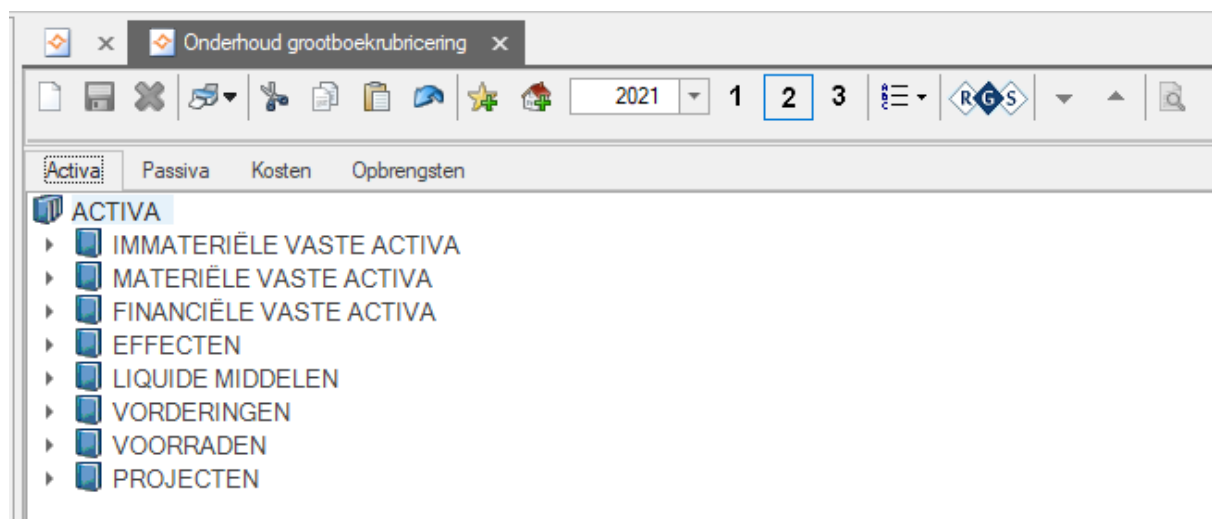 Onderhoud grootboekrubricering
2021 1 2 3 RGS
Activa Passiva Kosten Opbrengsten
ACTIVA
IMMATERIËLE VASTE ACTIVA
MATERIËLE VASTE ACTIVA
FINANCIËLE VASTE ACTIVA
EFFECTEN
LIQUIDE MIDDELEN
VORDERINGEN
VOORRADEN
PROJECTEN